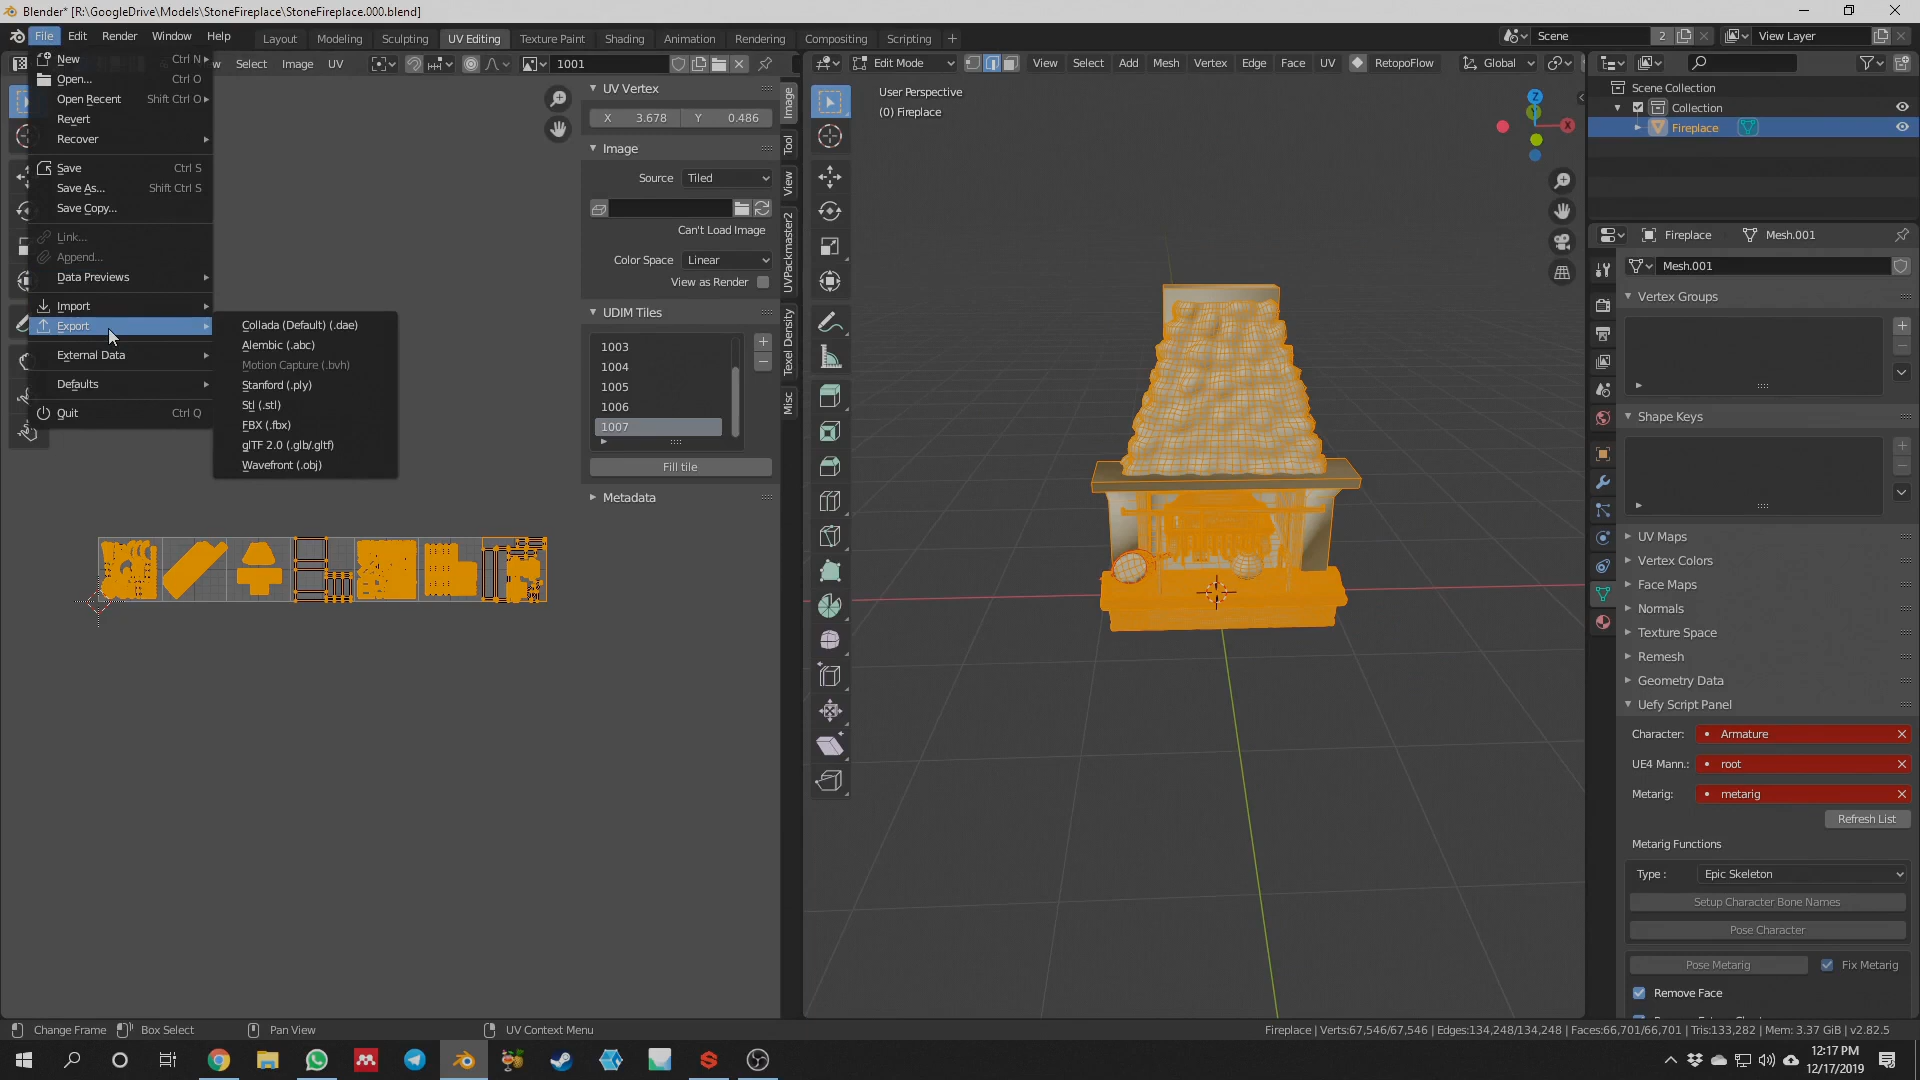 Blender* [R:\GoogleDrive\Models\StoneFireplace\StoneFireplace.000.blend]
File Edit Render Window Help
Layout Modeling Sculpting UV Editing Texture Paint Shading Animation Rendering Compositing Scripting +
Scene 2 View Layer
View Select Image UV 1001
Edit Mode View Select Add Mesh Vertex Edge Face UV RetopoFlow Global
New Ctrl N
Open... Ctrl O
Open Recent Shift Ctrl O
Revert
Recover
Save Ctrl S
Save As... Shift Ctrl S
Save Copy...
Link...
Append...
Data Previews
Import
Export
External Data
Defaults
Quit Ctrl Q
Collada (Default) (.dae)
Alembic (.abc)
Motion Capture (.bvh)
Stanford (.ply)
Stl (.stl)
FBX (.fbx)
glTF 2.0 (.glb/.gltf)
Wavefront (.obj)
UV Vertex
X 3.678 Y 0.486
Image
Source Tiled
Can't Load Image
Color Space Linear
View as Render
UDIM Tiles
1003
1004
1005
1006
1007
Fill tile
Metadata
Image
Tool
View
UVPackmaster2
Texel Density
Misc
User Perspective
(0) Fireplace
Z
Y
X
Scene Collection
Collection
Fireplace
Fireplace Mesh.001
Mesh.001
Vertex Groups
Shape Keys
UV Maps
Vertex Colors
Face Maps
Normals
Texture Space
Remesh
Geometry Data
Uefy Script Panel
Character: Armature
UE4 Mann.: root
Metarig: metarig
Refresh List
Metarig Functions
Type : Epic Skeleton
Setup Character Bone Names
Pose Character
Pose Metarig Fix Metarig
Remove Face
Change Frame Box Select Pan View UV Context Menu
Fireplace | Verts:67,546/67,546 | Edges:134,248/134,248 | Faces:66,701/66,701 | Tris:133,282 | Mem: 3.37 GiB | v2.82.5
12:17 PM
12/17/2019